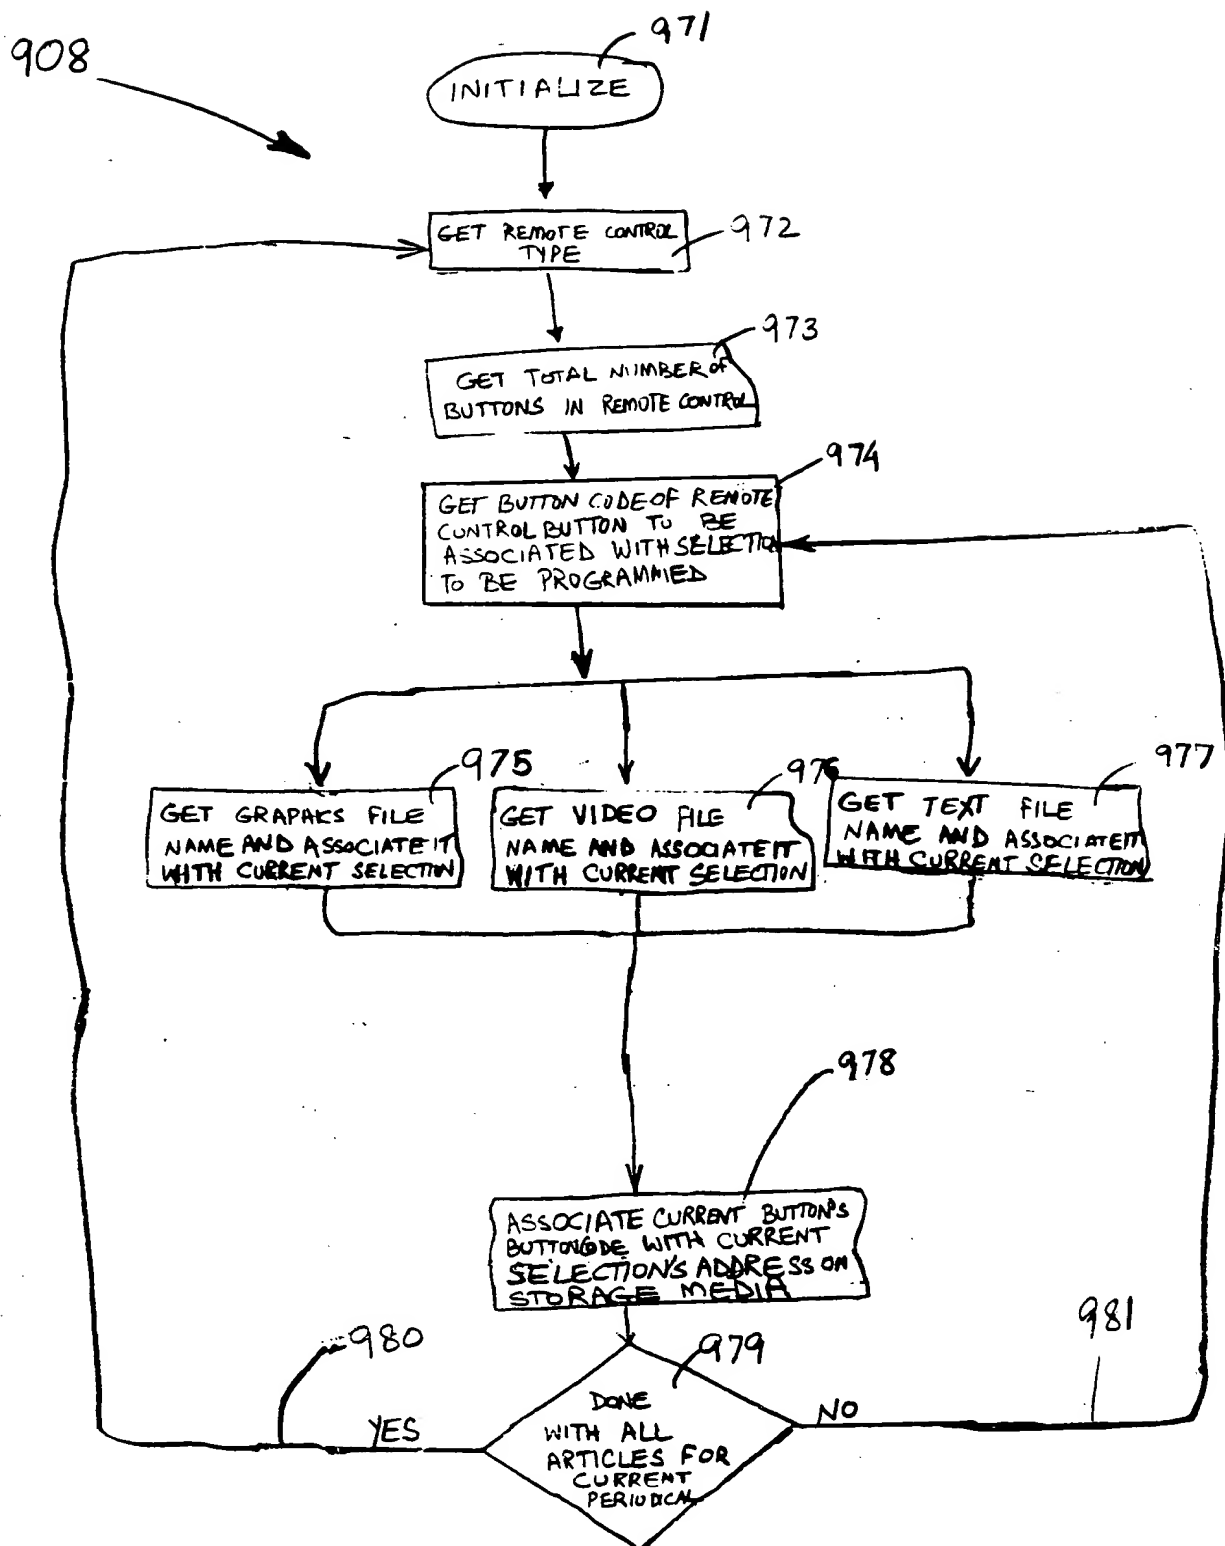 908
971
INITIALIZE
GET REMOTE CONTROL
TYPE
972
973
GET TOTAL NUMBER of
BUTTONS IN REMOTE CONTROL
974
GET BUTTON CODE OF REMOTE
CONTROL BUTTON TO BE
ASSOCIATED WITH SELECTION
TO BE PROGRAMMED
975
GET GRAPHICS FILE
NAME AND ASSOCIATE IT
WITH CURRENT SELECTION
976
GET VIDEO FILE
NAME AND ASSOCIATE IT
WITH CURRENT SELECTION
977
GET TEXT FILE
NAME AND ASSOCIATE IT
WITH CURRENT SELECTION
978
ASSOCIATE CURRENT BUTTON'S
BUTTONCODE WITH CURRENT
SELECTION'S ADDRESS ON
STORAGE MEDIA
980
979
981
YES
NO
DONE
WITH ALL
ARTICLES FOR
CURRENT
PERIODICAL